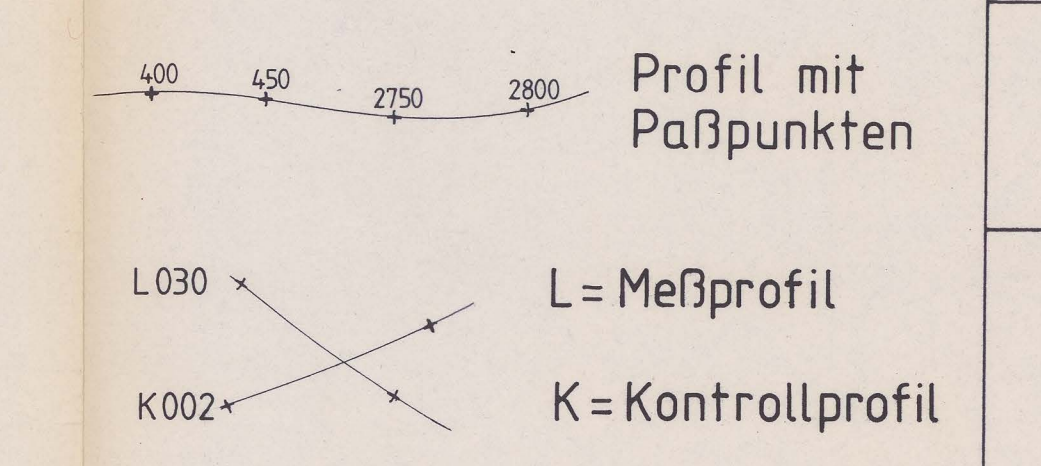 400 450 2750 2800
Profil mit
Paßpunkten
L030
L = Meßprofil
K002
K = Kontrollprofil